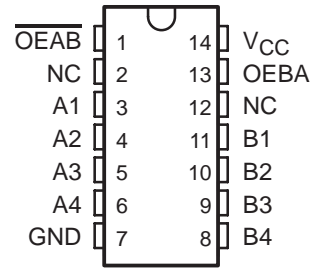 O̅E̅A̅B̅ 1 14 VCC
NC 2 13 OEBA
A1 3 12 NC
A2 4 11 B1
A3 5 10 B2
A4 6 9 B3
GND 7 8 B4